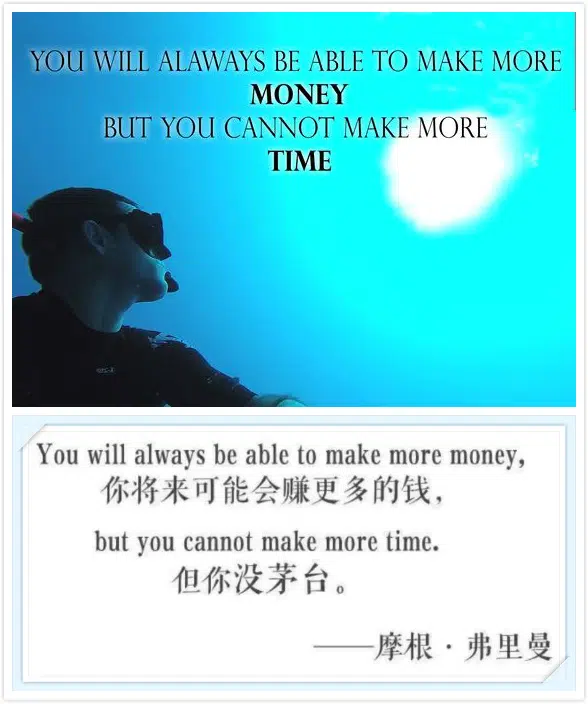 YOU WILL ALAWAYS BE ABLE TO MAKE MORE
MONEY
BUT YOU CANNOT MAKE MORE
TIME
You will always be able to make more money,
你将来可能会赚更多的钱，
but you cannot make more time.
但你没茅台。
——摩根·弗里曼